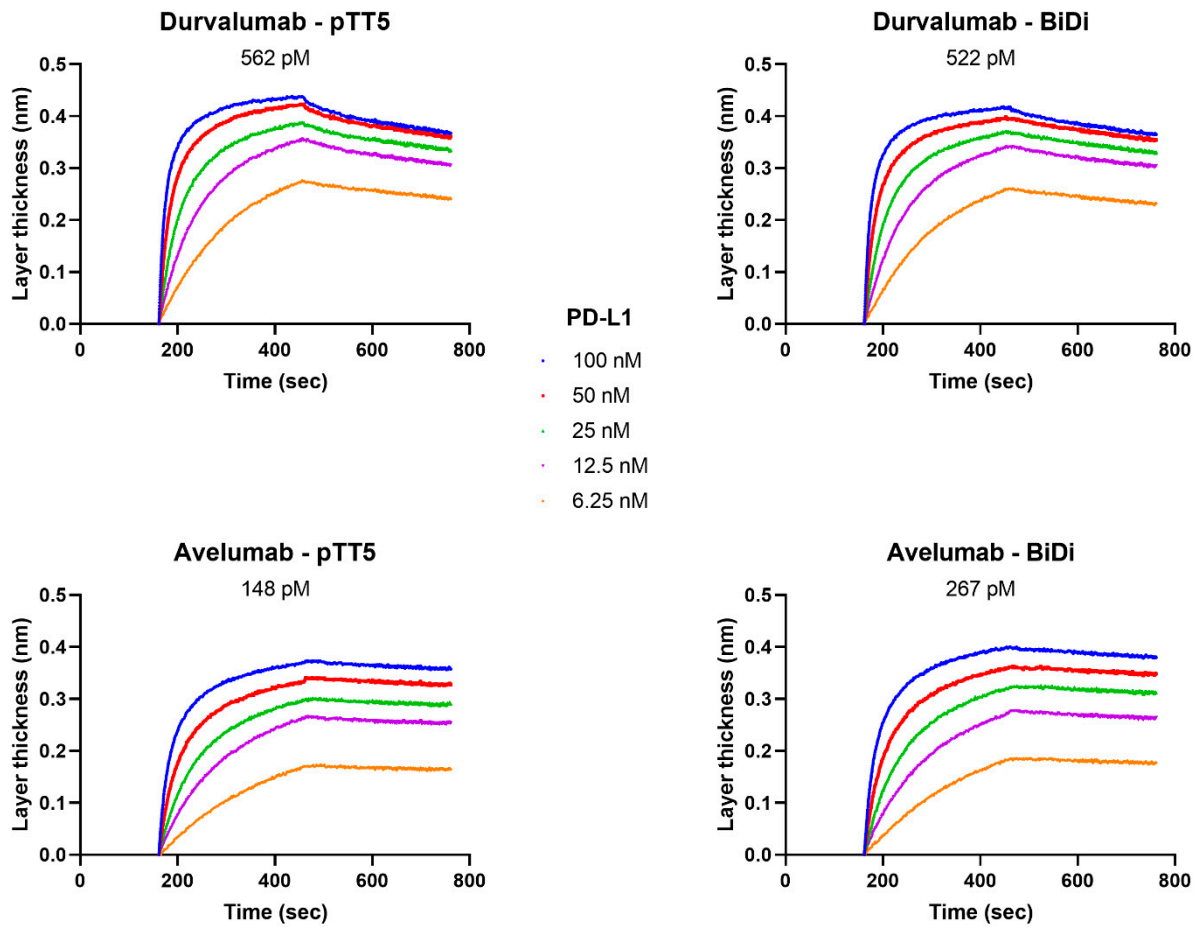 Durvalumab - pTT5
562 pM
0.5
0.4
0.3
0.2
0.1
0.0
Layer thickness (nm)
0
200
400
600
800
Time (sec)
Durvalumab - BiDi
522 pM
0.5
0.4
0.3
0.2
0.1
0.0
Layer thickness (nm)
0
200
400
600
800
Time (sec)
PD-L1
100 nM
50 nM
25 nM
12.5 nM
6.25 nM
Avelumab - pTT5
148 pM
0.5
0.4
0.3
0.2
0.1
0.0
Layer thickness (nm)
0
200
400
600
800
Time (sec)
Avelumab - BiDi
267 pM
0.5
0.4
0.3
0.2
0.1
0.0
Layer thickness (nm)
0
200
400
600
800
Time (sec)